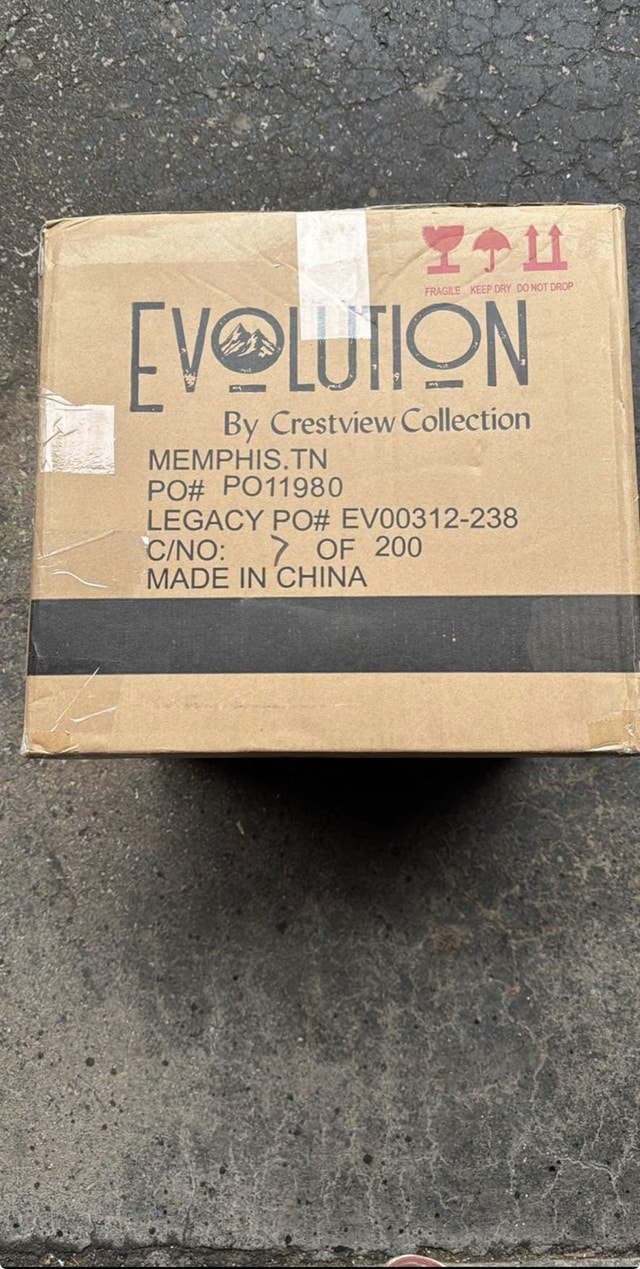 FRAGILE KEEP DRY DO NOT DROP
EVOLUTION
By Crestview Collection
MEMPHIS.TN
PO# PO11980
LEGACY PO# EV00312-238
C/NO: 7 OF 200
MADE IN CHINA